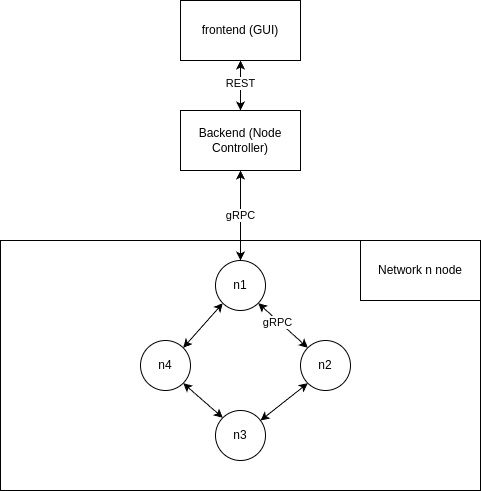 frontend (GUI)
REST
Backend (Node
Controller)
gRPC
Network n node
n1
gRPC
n4
n2
n3